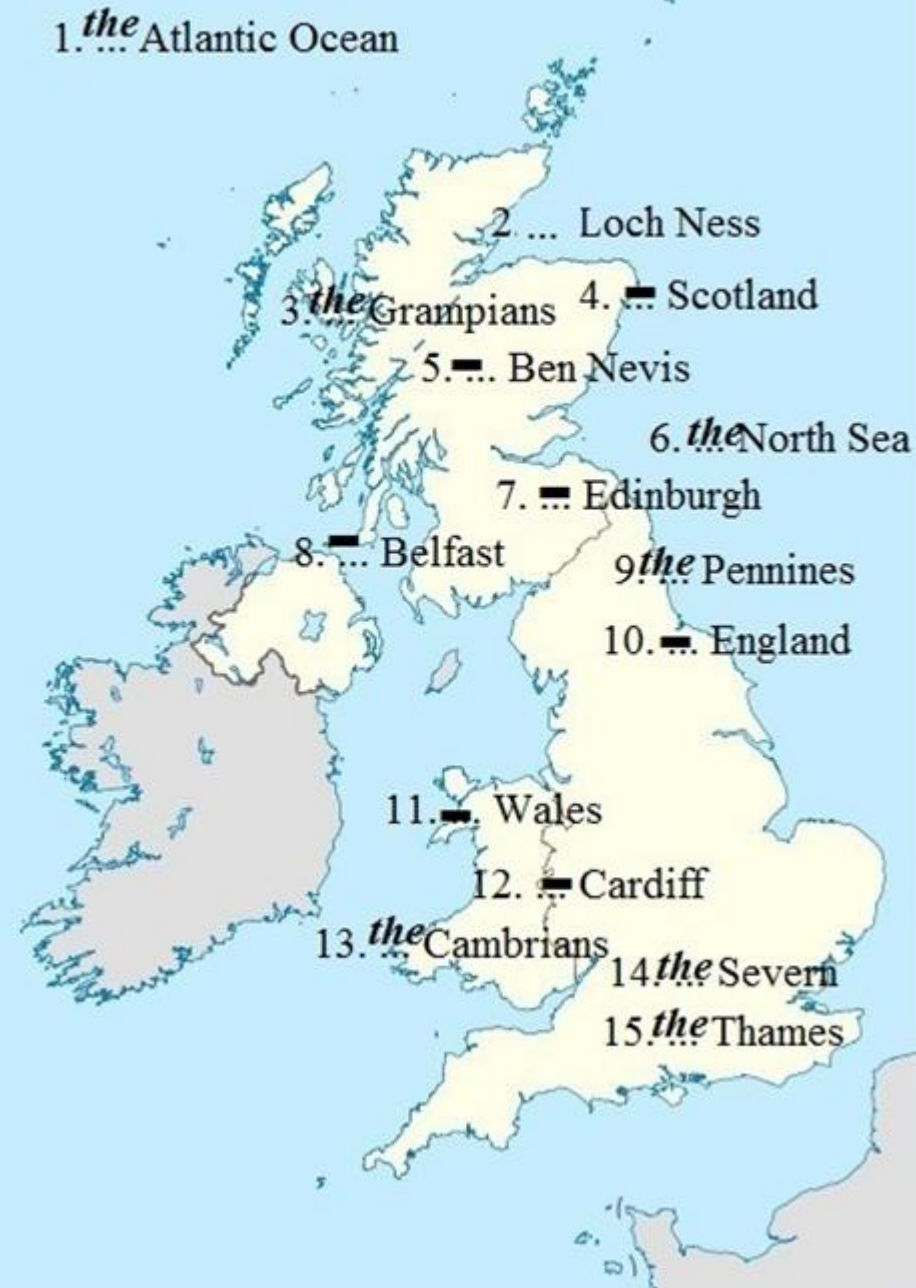 1. the ... Atlantic Ocean
2 ... Loch Ness
3. the ... Grampians
4. – ... Scotland
5. – ... Ben Nevis
6. the ... North Sea
7. – ... Edinburgh
8. – ... Belfast
9 the ... Pennines
10. – ... England
11. – ... Wales
12. – ... Cardiff
13. the ... Cambrians
14. the ... Severn
15. the ... Thames